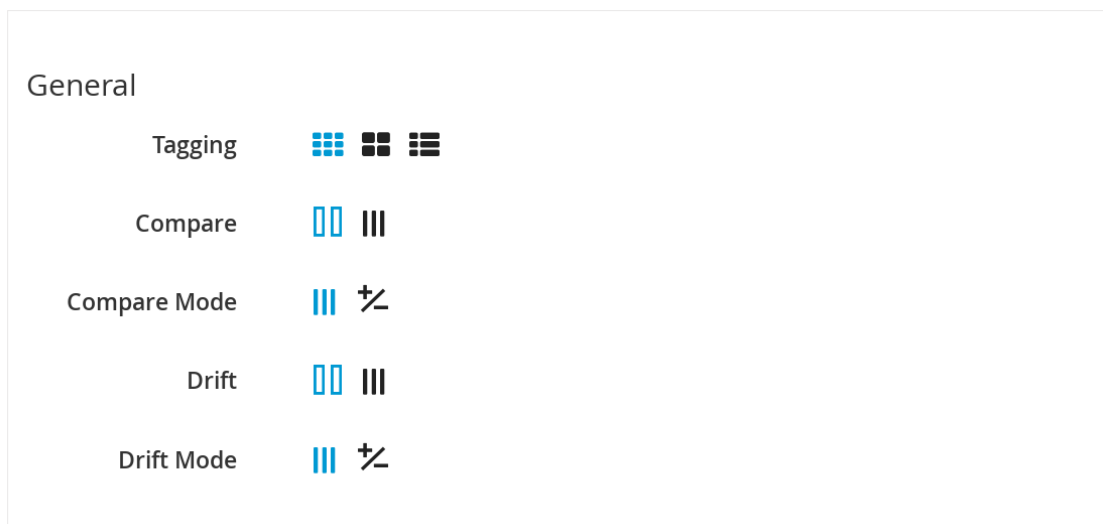 General
Tagging
Compare
Compare Mode
Drift
Drift Mode